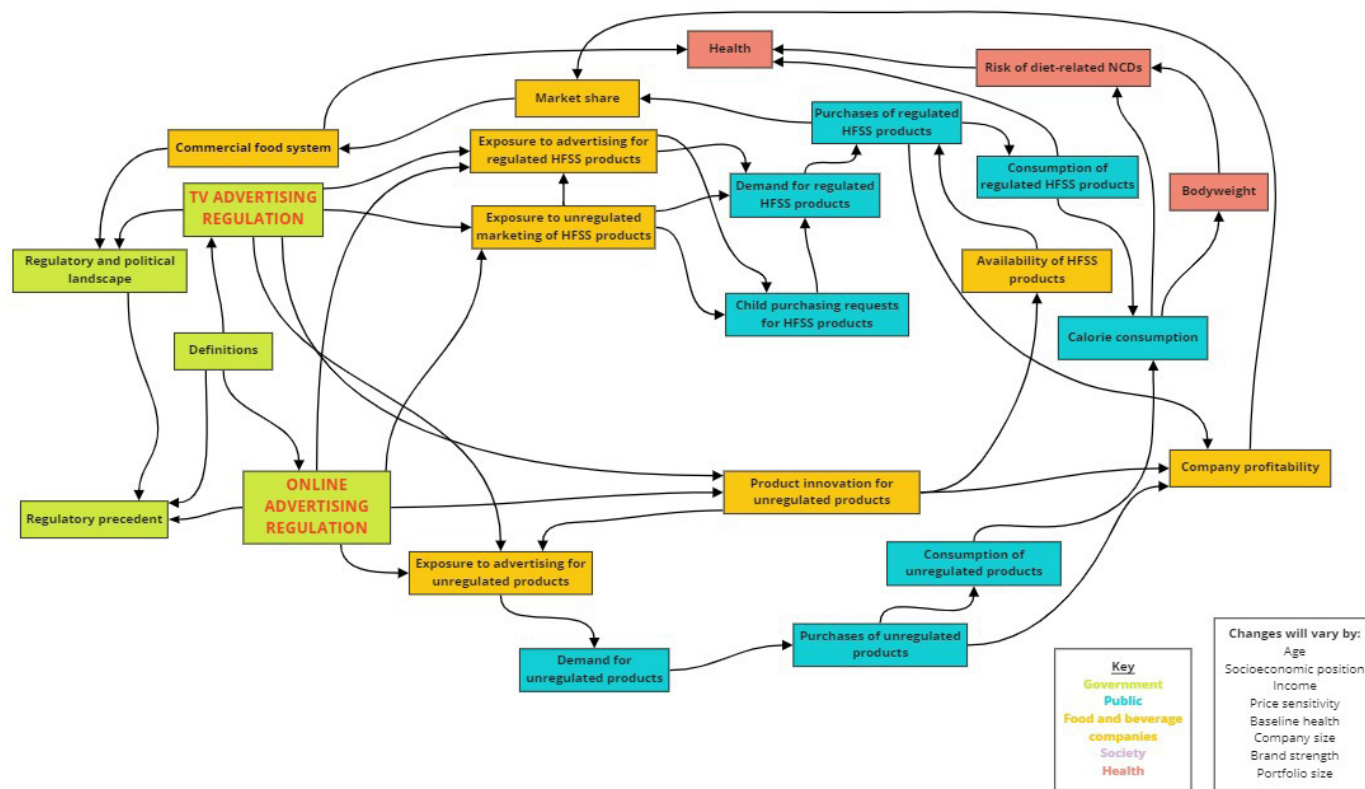 Health
Risk of diet-related NCDs
Market share
Purchases of regulated
HFSS products
Commercial food system
Exposure to advertising for
regulated HFSS products
Consumption of
regulated HFSS products
Demand for regulated
HFSS products
Bodyweight
TV ADVERTISING
REGULATION
Exposure to unregulated
marketing of HFSS products
Regulatory and political
landscape
Availability of HFSS
products
Child purchasing requests
for HFSS products
Definitions
Calorie consumption
Company profitability
ONLINE
ADVERTISING
REGULATION
Product innovation for
unregulated products
Regulatory precedent
Exposure to advertising for
unregulated products
Consumption of
unregulated products
Purchases of unregulated
products
Demand for
unregulated products
Key
Government
Public
Food and beverage
companies
Society
Health
Changes will vary by:
Age
Socioeconomic position
Income
Price sensitivity
Baseline health
Company size
Brand strength
Portfolio size